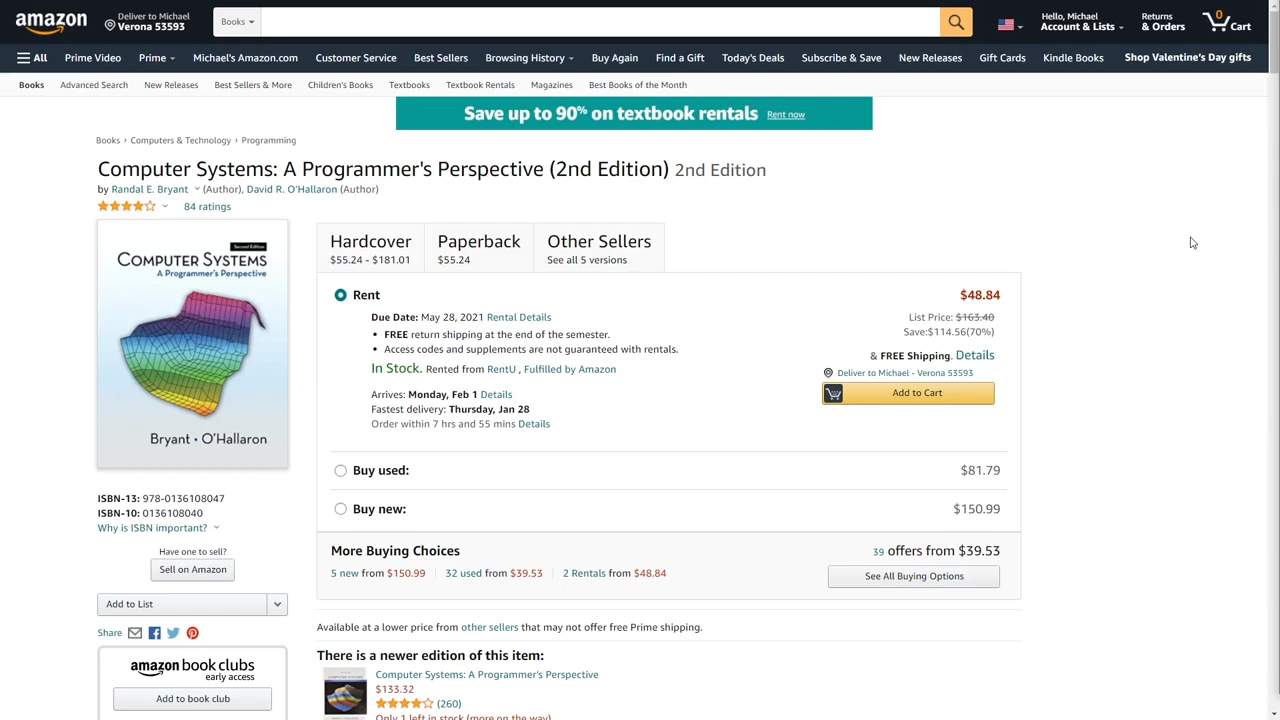 amazon
Deliver to Michael
Verona 53593
Books
Hello, Michael
Account & Lists
Returns
& Orders
0
Cart
All
Prime Video
Prime
Michael's Amazon.com
Customer Service
Best Sellers
Browsing History
Buy Again
Find a Gift
Today's Deals
Subscribe & Save
New Releases
Gift Cards
Kindle Books
Shop Valentine's Day gifts
Books
Advanced Search
New Releases
Best Sellers & More
Children's Books
Textbooks
Textbook Rentals
Magazines
Best Books of the Month
Save up to 90% on textbook rentals Rent now
Books › Computers & Technology › Programming
Computer Systems: A Programmer's Perspective (2nd Edition) 2nd Edition
by Randal E. Bryant (Author), David R. O'Hallaron (Author)
84 ratings
Second Edition
COMPUTER SYSTEMS
A Programmer's Perspective
Bryant • O'Hallaron
ISBN-13: 978-0136108047
ISBN-10: 0136108040
Why is ISBN important?
Have one to sell?
Sell on Amazon
Add to List
Share
amazon book clubs
early access
Add to book club
Hardcover
$55.24 - $181.01
Paperback
$55.24
Other Sellers
See all 5 versions
Rent
$48.84
Due Date: May 28, 2021 Rental Details
List Price: $163.40
Save:$114.56(70%)
• FREE return shipping at the end of the semester.
• Access codes and supplements are not guaranteed with rentals.
& FREE Shipping. Details
In Stock. Rented from RentU , Fulfilled by Amazon
Deliver to Michael - Verona 53593
Add to Cart
Arrives: Monday, Feb 1 Details
Fastest delivery: Thursday, Jan 28
Order within 7 hrs and 55 mins Details
Buy used:
$81.79
Buy new:
$150.99
More Buying Choices
39 offers from $39.53
5 new from $150.99
32 used from $39.53
2 Rentals from $48.84
See All Buying Options
Available at a lower price from other sellers that may not offer free Prime shipping.
There is a newer edition of this item:
Computer Systems: A Programmer's Perspective
$133.32
(260)
Only 1 left in stock (more on the way)